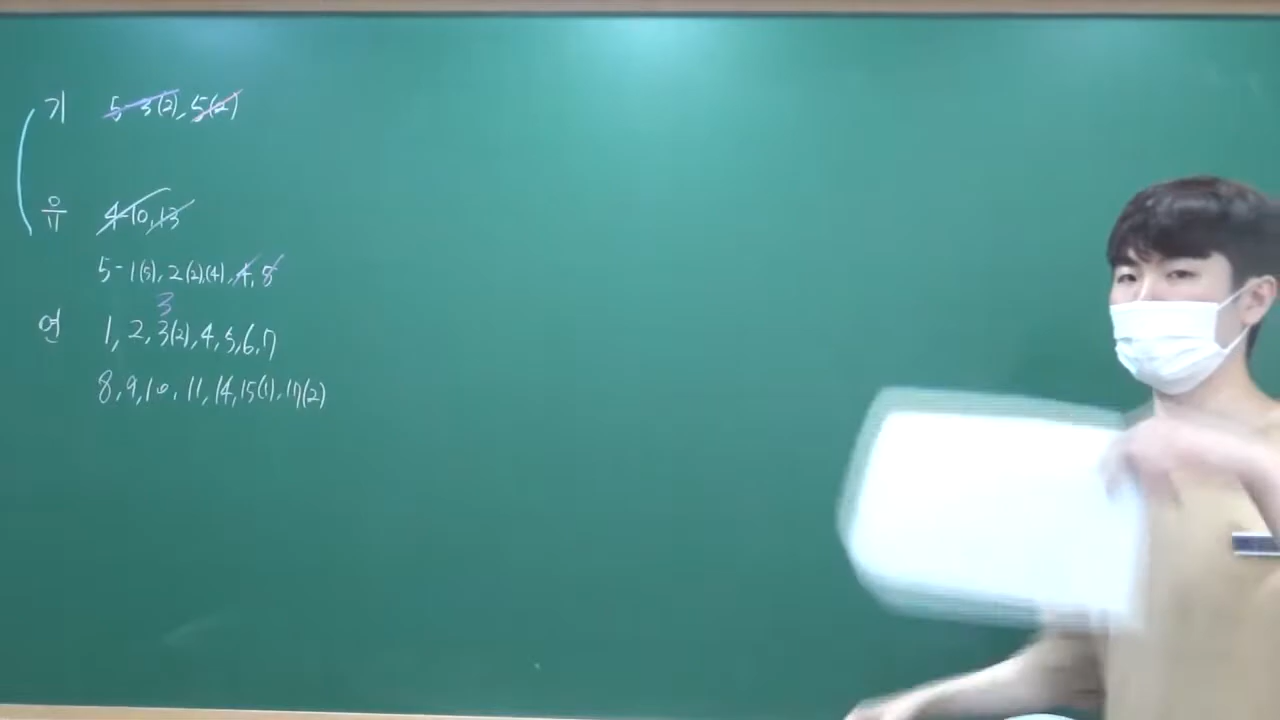 기 5-3(2), 5(2)
유 4-10, 13
5-1(5), 2(2),(4), 4, 8
3
연 1, 2, 3(2), 4, 5, 6, 7
8, 9, 10, 11, 14, 15(1), 17(2)